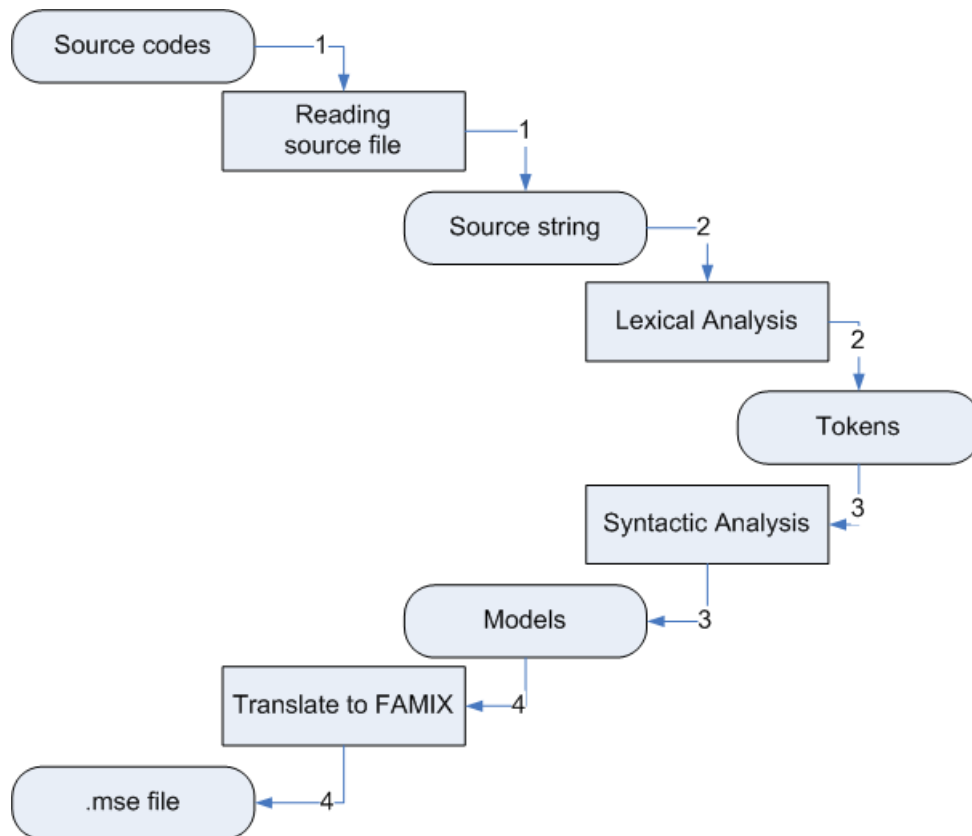 Source codes
1
Reading
source file
1
Source string
2
Lexical Analysis
2
Tokens
3
Syntactic Analysis
3
Models
4
Translate to FAMIX
4
.mse file